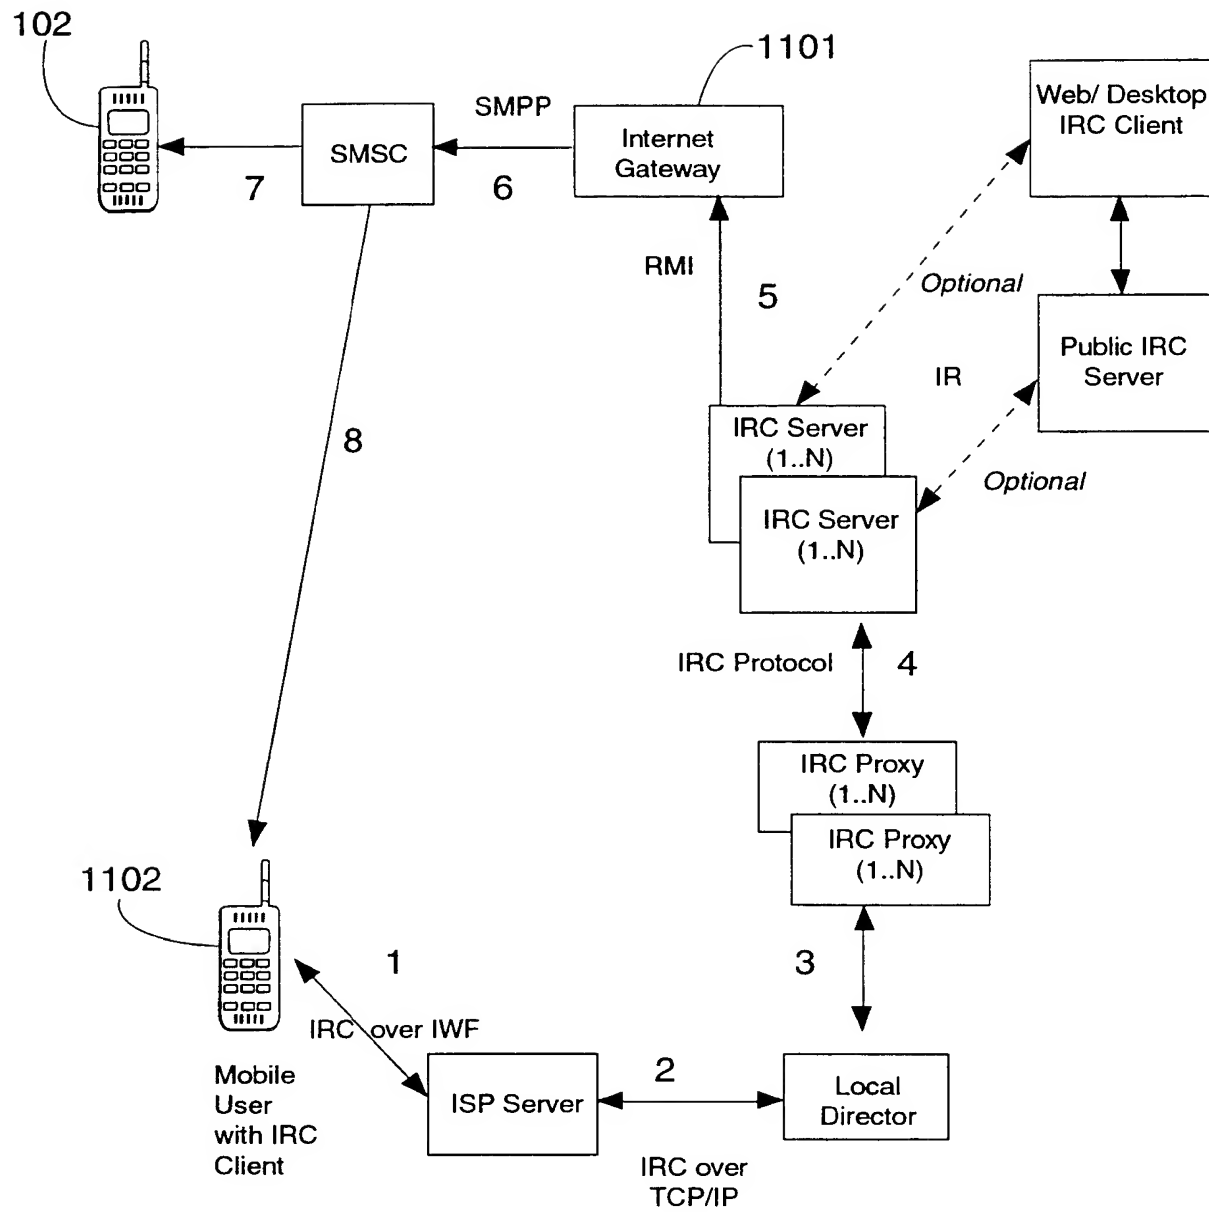 102
1101
SMPP
Internet
Gateway
Web/ Desktop
IRC Client
SMSC
7
6
RMI
5
Optional
Public IRC
Server
IR
8
IRC Server
(1..N)
Optional
IRC Server
(1..N)
IRC Protocol
4
IRC Proxy
(1..N)
IRC Proxy
(1..N)
1102
1
3
IRC over IWF
2
Mobile
User
with IRC
Client
ISP Server
Local
Director
IRC over
TCP/IP